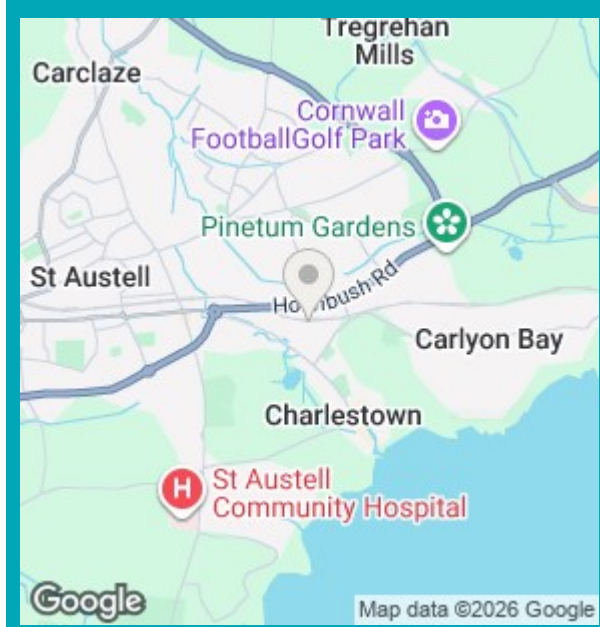 Tregrehan
Mills
Carclaze
Cornwall
FootballGolf Park
Pinetum Gardens
St Austell
Carlyon Bay
Charlestown
H
St Austell
Community Hospital
Google
Map data ©2026 Google